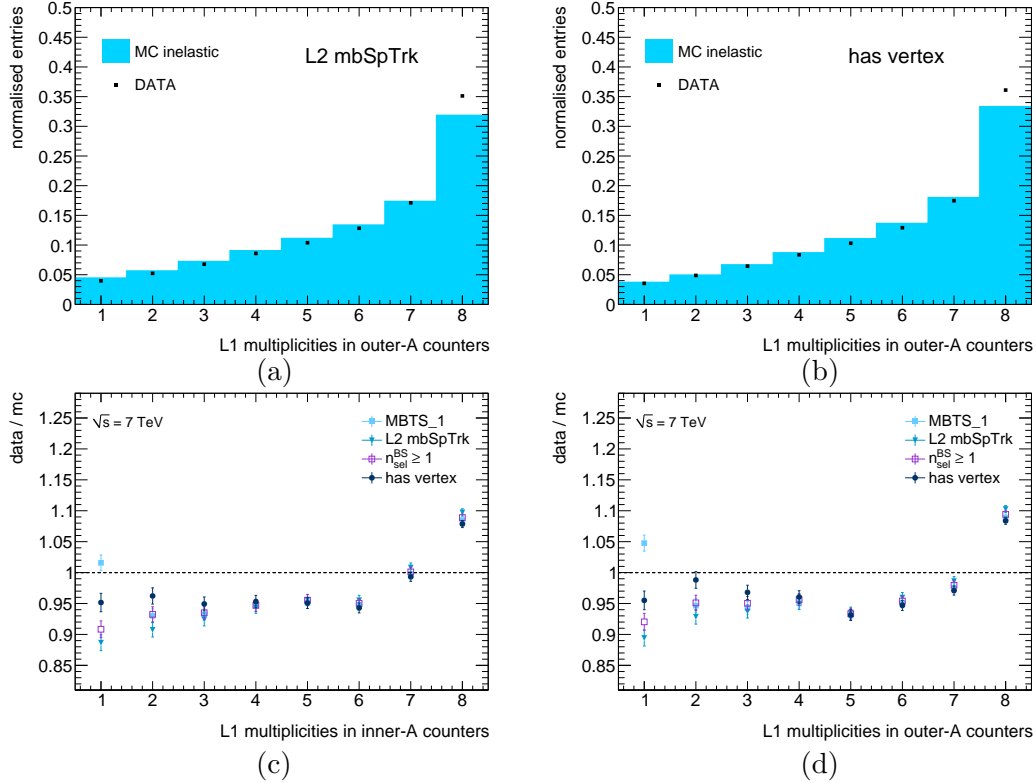 normalised entries
0.5
0.45
0.4
0.35
0.3
0.25
0.2
0.15
0.1
0.05
0
MC inelastic
L2 mbSpTrk
DATA
1 2 3 4 5 6 7 8
L1 multiplicities in outer-A counters
(a)
normalised entries
0.5
0.45
0.4
0.35
0.3
0.25
0.2
0.15
0.1
0.05
0
MC inelastic
has vertex
DATA
1 2 3 4 5 6 7 8
L1 multiplicities in outer-A counters
(b)
data / mc
1.25
1.2
1.15
1.1
1.05
1
0.95
0.9
0.85
√s = 7 TeV
MBTS_1
L2 mbSpTrk
n_sel^BS ≥ 1
has vertex
1 2 3 4 5 6 7 8
L1 multiplicities in inner-A counters
(c)
data / mc
1.25
1.2
1.15
1.1
1.05
1
0.95
0.9
0.85
√s = 7 TeV
MBTS_1
L2 mbSpTrk
n_sel^BS ≥ 1
has vertex
1 2 3 4 5 6 7 8
L1 multiplicities in outer-A counters
(d)